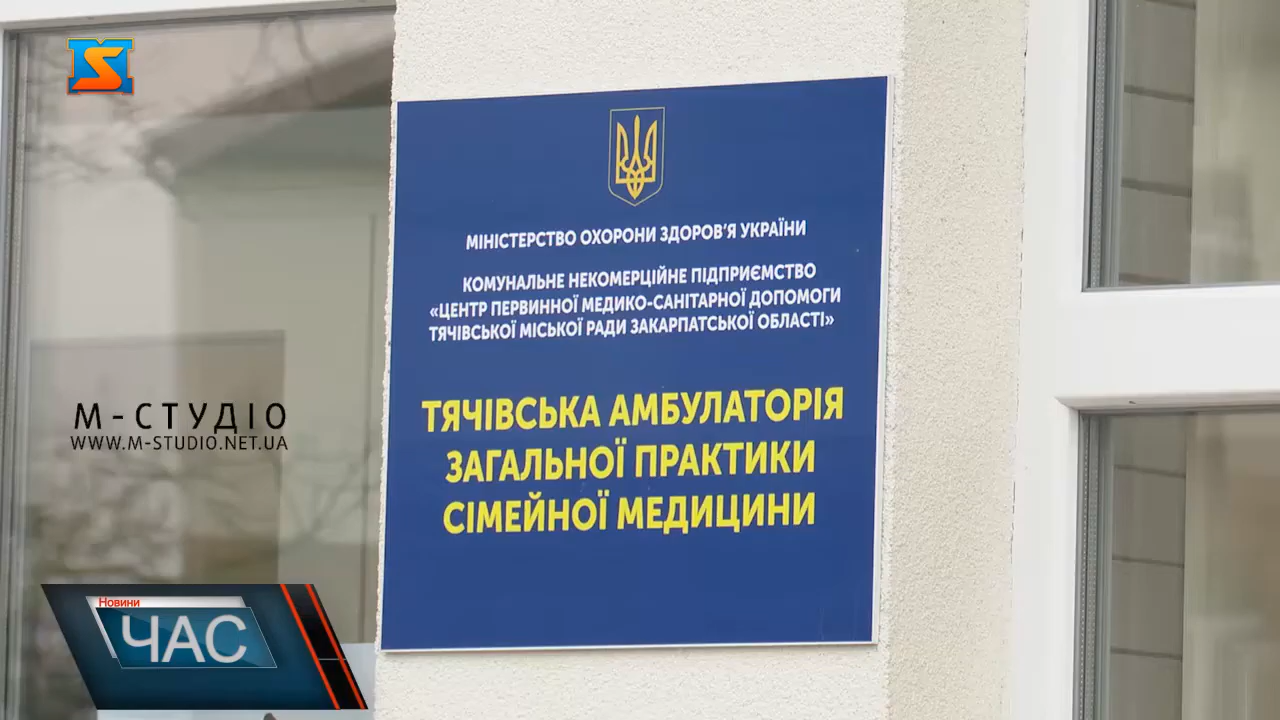 МІНІСТЕРСТВО ОХОРОНИ ЗДОРОВ'Я УКРАЇНИ
КОМУНАЛЬНЕ НЕКОМЕРЦІЙНЕ ПІДПРИЄМСТВО
«ЦЕНТР ПЕРВИННОЇ МЕДИКО-САНІТАРНОЇ ДОПОМОГИ
ТЯЧІВСЬКОЇ МІСЬКОЇ РАДИ ЗАКАРПАТСЬКОЇ ОБЛАСТІ»
ТЯЧІВСЬКА АМБУЛАТОРІЯ
ЗАГАЛЬНОЇ ПРАКТИКИ
СІМЕЙНОЇ МЕДИЦИНИ
М-СТУДІО
WWW.M-STUDIO.NET.UA
Новини
ЧАС